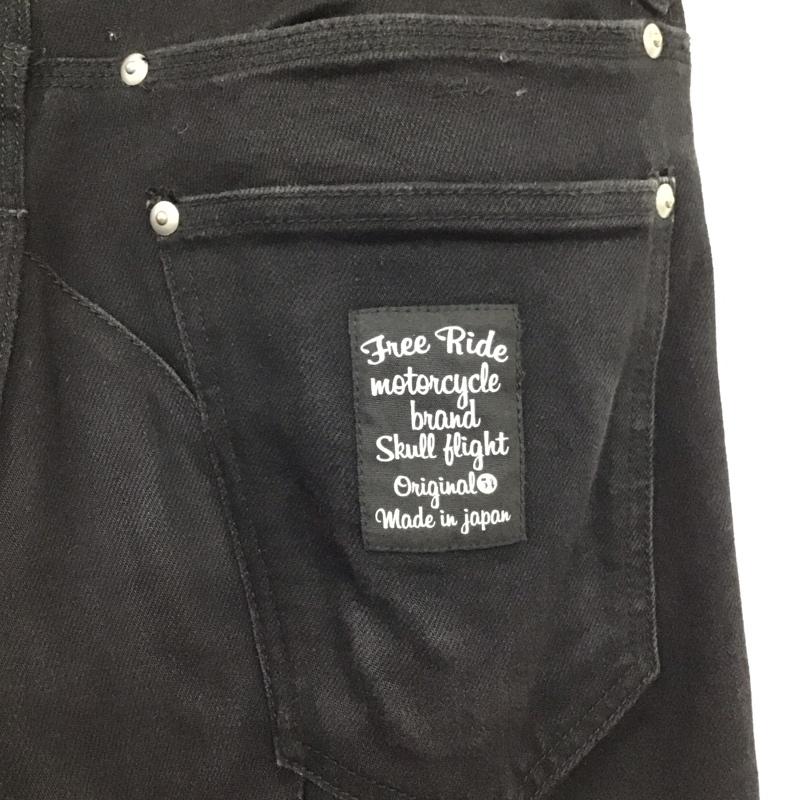 Free Ride
motorcycle
brand
Skull flight
Original
Made in japan